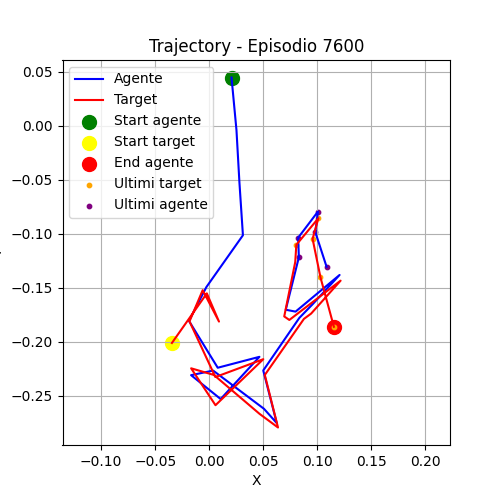 Trajectory - Episodio 7600
Agente
Target
Start agente
Start target
End agente
Ultimi target
Ultimi agente
0.05
0.00
−0.05
−0.10
−0.15
−0.20
−0.25
−0.10
−0.05
0.00
0.05
0.10
0.15
0.20
X